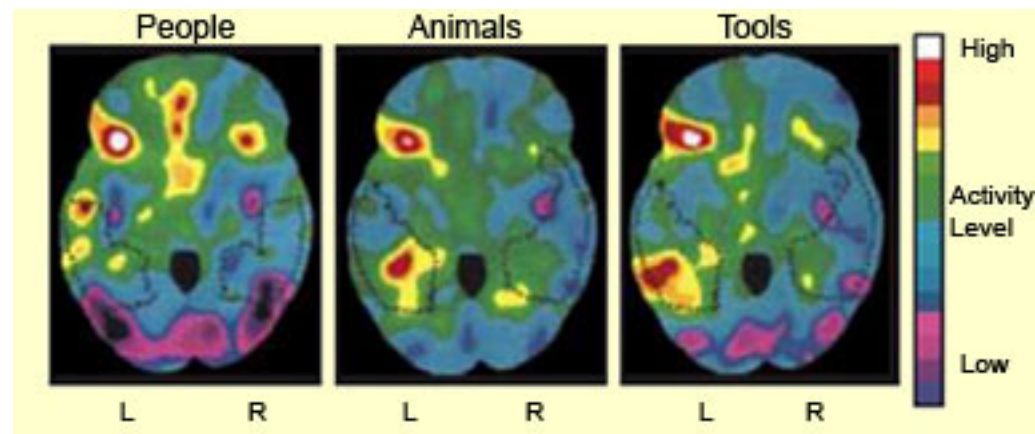 People
Animals
Tools
High
Activity
Level
Low
L
R
L
R
L
R